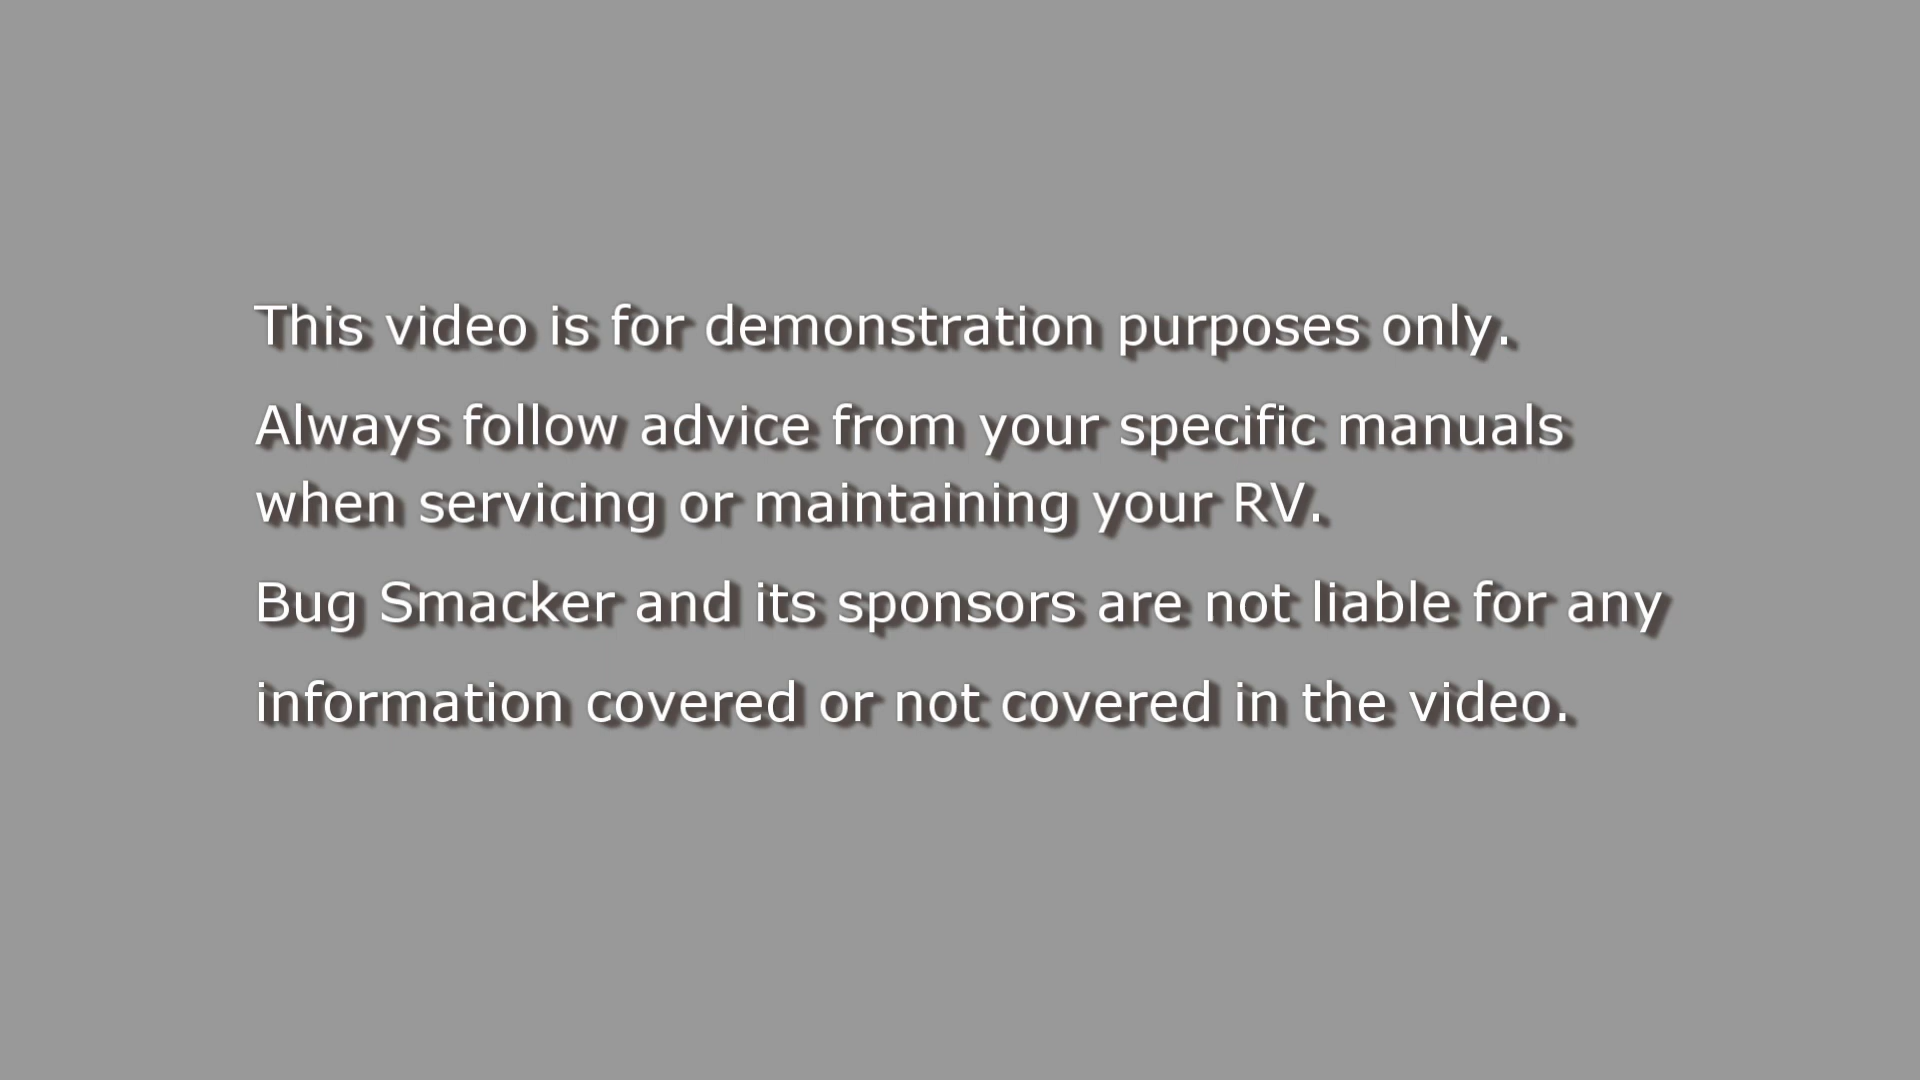 This video is for demonstration purposes only.
Always follow advice from your specific manuals
when servicing or maintaining your RV.
Bug Smacker and its sponsors are not liable for any
information covered or not covered in the video.